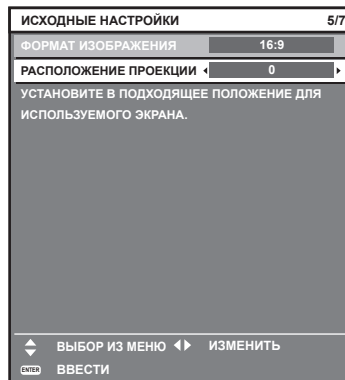 ИСХОДНЫЕ НАСТРОЙКИ 5/7
ФОРМАТ ИЗОБРАЖЕНИЯ 16:9
РАСПОЛОЖЕНИЕ ПРОЕКЦИИ 0
УСТАНОВИТЕ В ПОДХОДЯЩЕЕ ПОЛОЖЕНИЕ ДЛЯ
ИСПОЛЬЗУЕМОГО ЭКРАНА.
ВЫБОР ИЗ МЕНЮ ИЗМЕНИТЬ
ENTER ВВЕСТИ